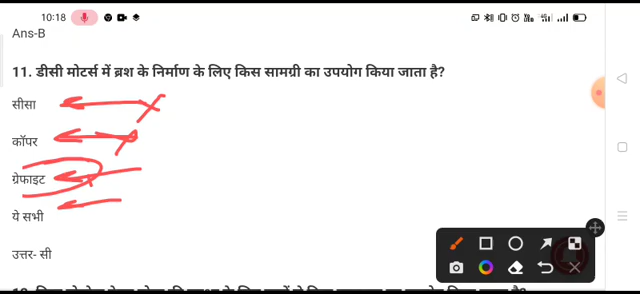 10:18
Ans-B
11. डीसी मोटर्स में ब्रश के निर्माण के लिए किस सामग्री का उपयोग किया जाता है?
सीसा
कॉपर
ग्रेफाइट
ये सभी
उत्तर- सी